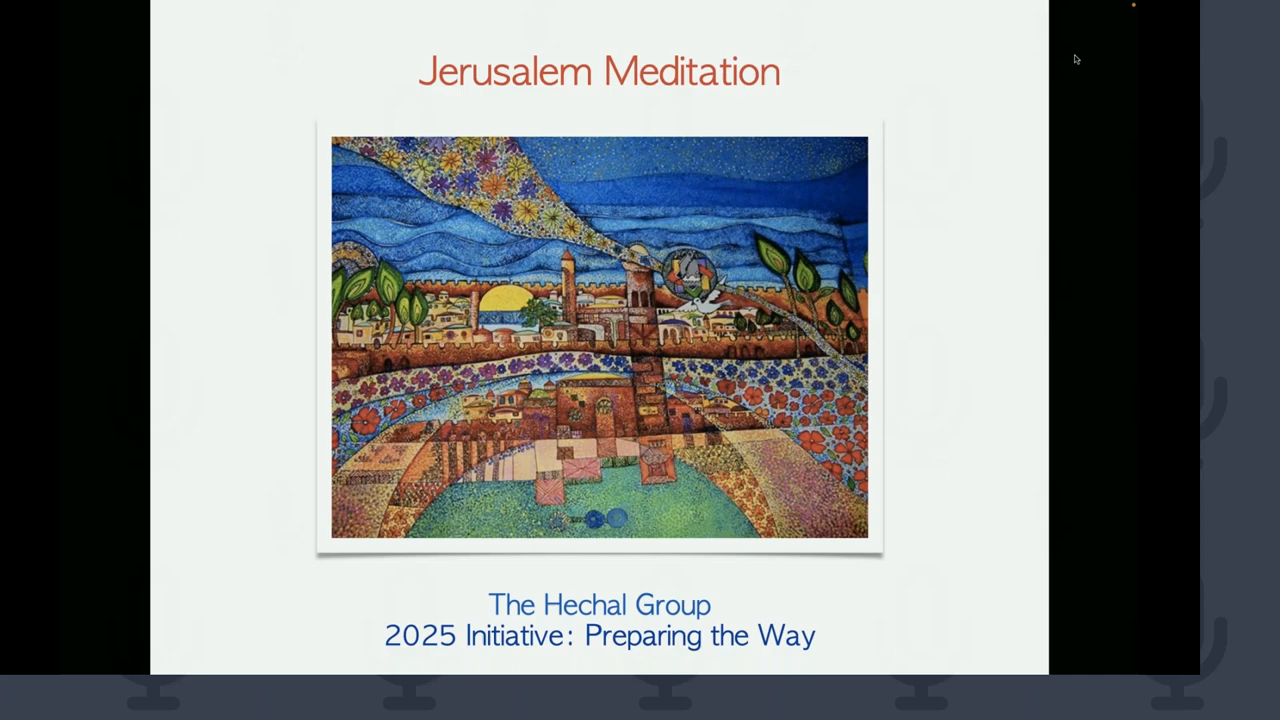 Jerusalem Meditation
The Hechal Group
2025 Initiative: Preparing the Way